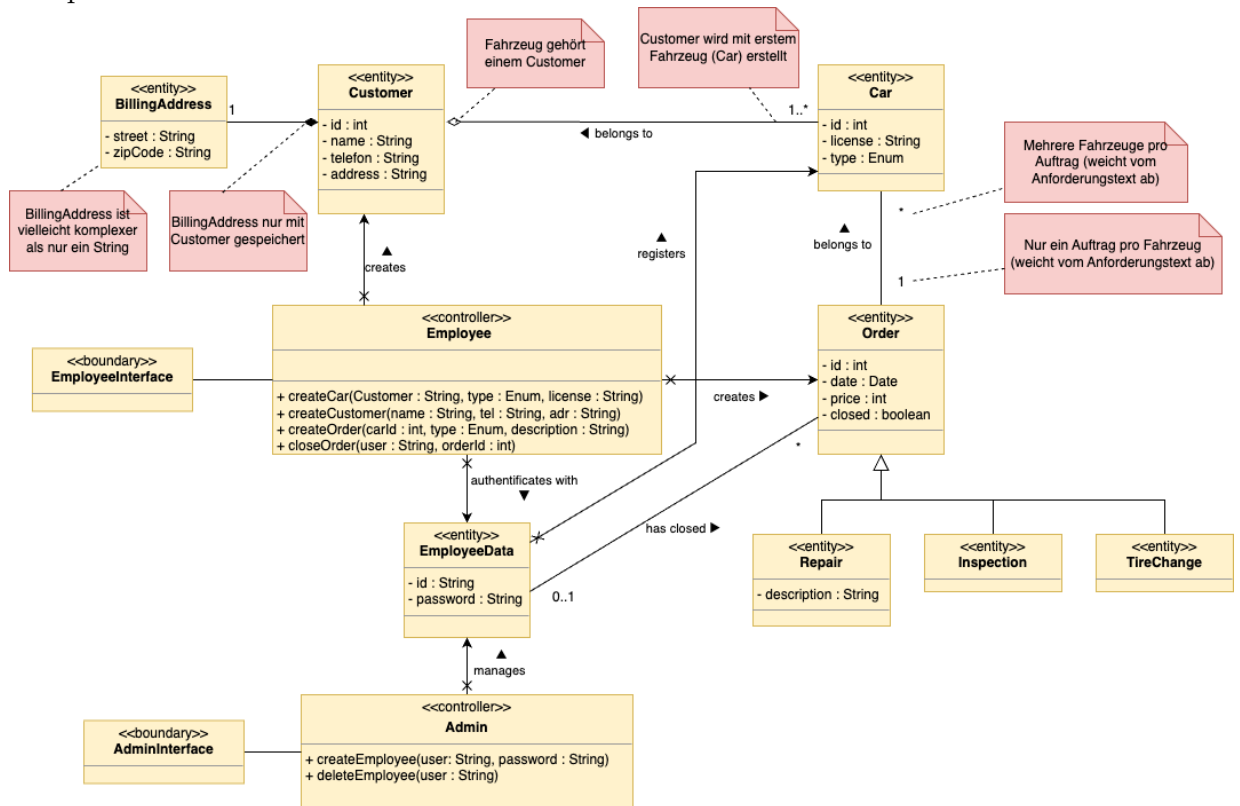 Fahrzeug gehört
einem Customer
Customer wird mit erstem
Fahrzeug (Car) erstellt
<<entity>>
BillingAddress
- street : String
- zipCode : String
1
<<entity>>
Customer
- id : int
- name : String
- telefon : String
- address : String
◀ belongs to
1..*
<<entity>>
Car
- id : int
- license : String
- type : Enum
Mehrere Fahrzeuge pro
Auftrag (weicht vom
Anforderungstext ab)
BillingAddress ist
vielleicht komplexer
als nur ein String
BillingAddress nur mit
Customer gespeichert
▲
creates
▲
registers
▲
belongs to
*
1
Nur ein Auftrag pro Fahrzeug
(weicht vom Anforderungstext ab)
<<boundary>>
EmployeeInterface
<<controller>>
Employee
+ createCar(Customer : String, type : Enum, license : String)
+ createCustomer(name : String, tel : String, adr : String)
+ createOrder(carId : int, type : Enum, description : String)
+ closeOrder(user : String, orderId : int)
creates ▶
<<entity>>
Order
- id : int
- date : Date
- price : int
- closed : boolean
authentificates with
▼
*
has closed ▶
0..1
<<entity>>
EmployeeData
- id : String
- password : String
<<entity>>
Repair
- description : String
<<entity>>
Inspection
<<entity>>
TireChange
▲
manages
<<boundary>>
AdminInterface
<<controller>>
Admin
+ createEmployee(user: String, password : String)
+ deleteEmployee(user : String)